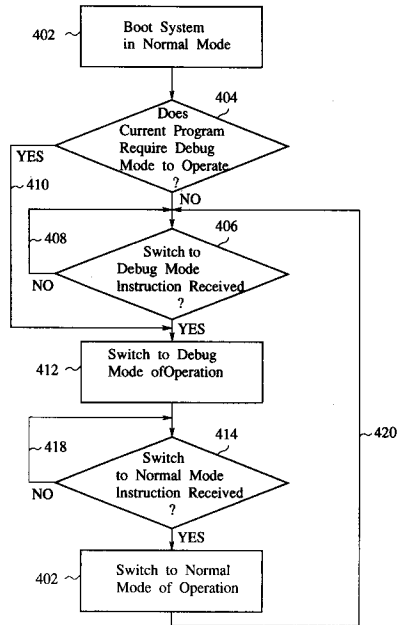 402
Boot System
in Normal Mode
404
Does
Current Program
Require Debug
Mode to Operate
?
YES
410
NO
408
406
Switch to
Debug Mode
Instruction Received
?
NO
YES
412
Switch to Debug
Mode ofOperation
418
414
420
Switch
to Normal Mode
Instruction Received
?
NO
YES
402
Switch to Normal
Mode of Operation